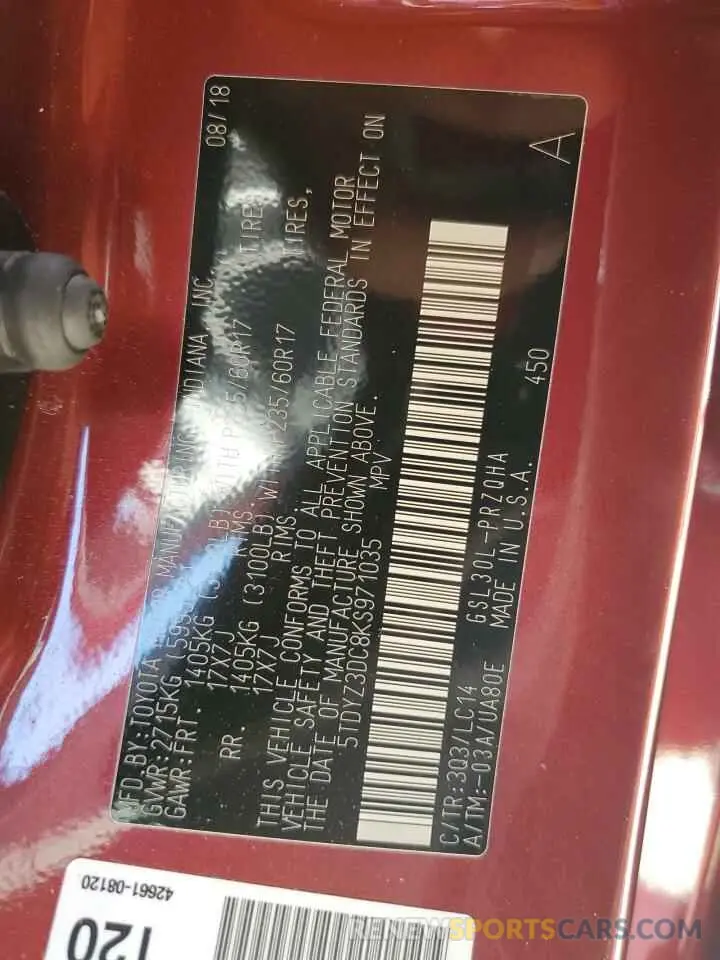 MFD.BY:TOYOTA MANUFACTURING INDIANA, INC. 08/18
GVWR:2715KG
GAWR:FRT. 1405KG WITH TIRES,
17X7J RIMS,
RR. 1405KG (3100LB) WITH P235/60R17 TIRES,
17X7J RIMS
THIS VEHICLE CONFORMS TO ALL APPLICABLE FEDERAL MOTOR
VEHICLE SAFETY AND THEFT PREVENTION STANDARDS IN EFFECT ON
THE DATE OF MANUFACTURE SHOWN ABOVE.
5TDYZ3DC8KS971035 MPV
A
450
C/TR:3Q3/LC14 GSL30L-PRZQHA
A/TM:-03A/UA80E MADE IN U.S.A.
42661-08120
120
RENEWSPORTSCARS.COM